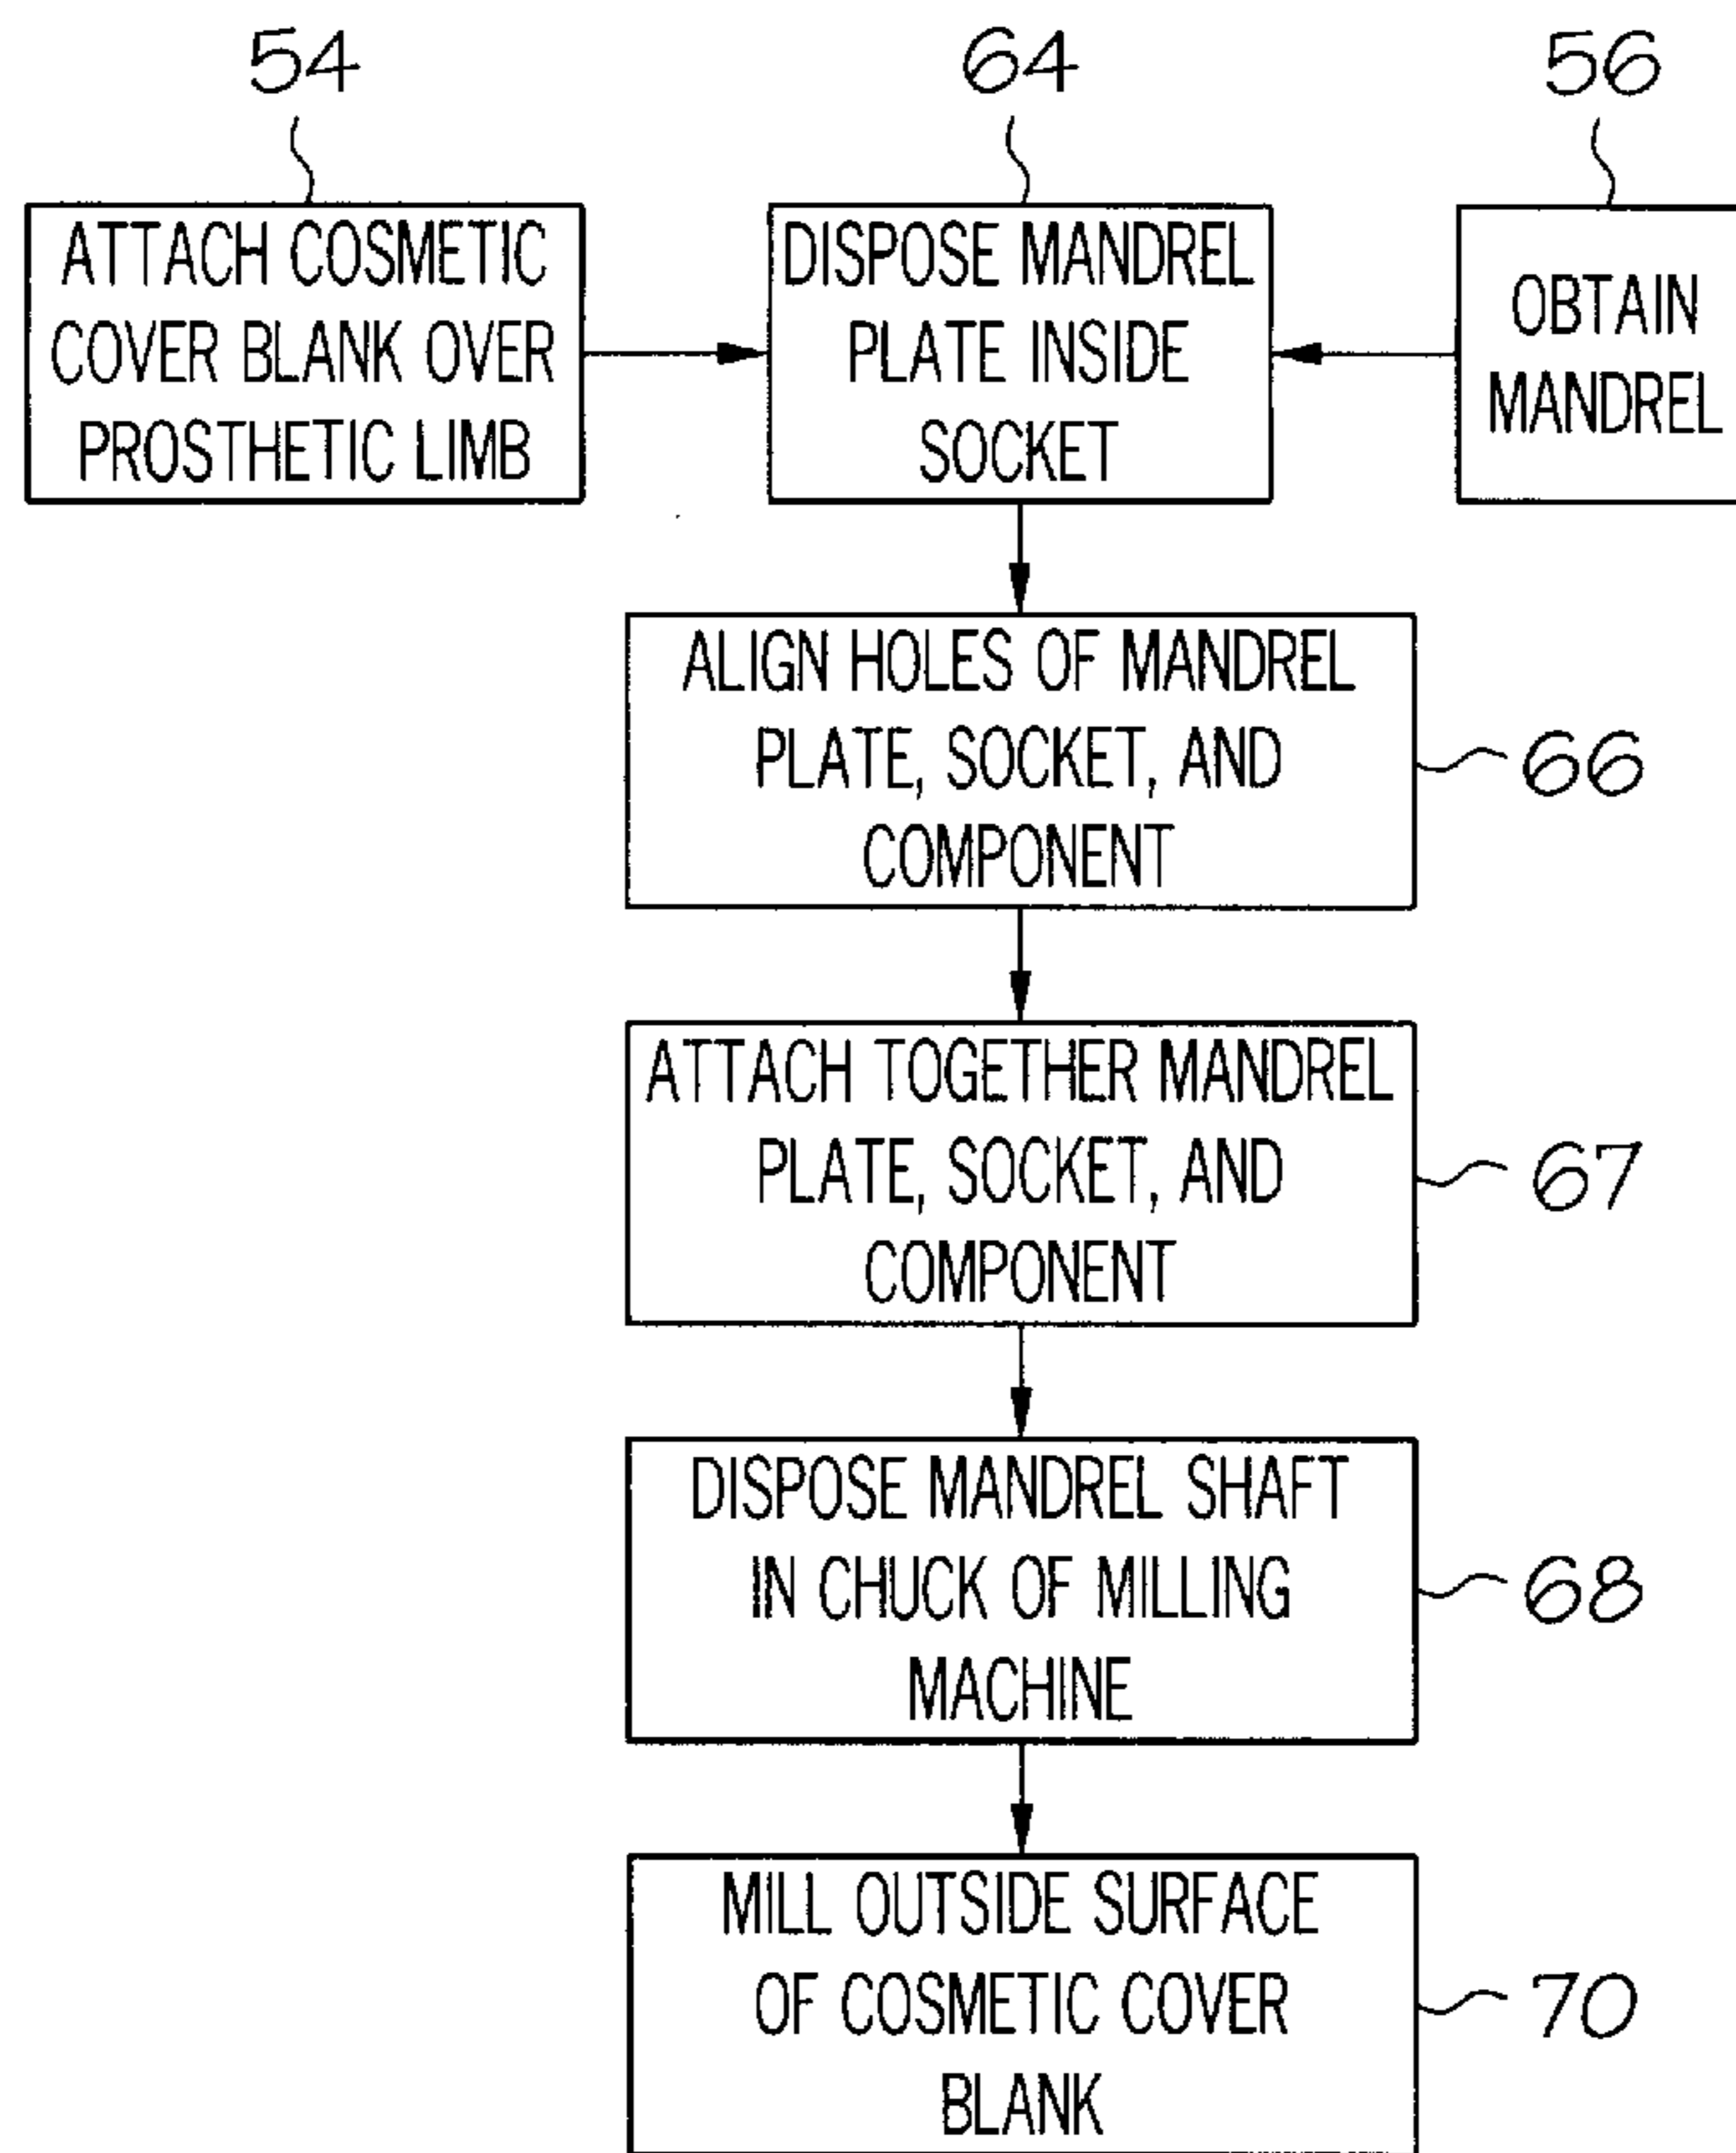 54
64
56
ATTACH COSMETIC
COVER BLANK OVER
PROSTHETIC LIMB
DISPOSE MANDREL
PLATE INSIDE
SOCKET
OBTAIN
MANDREL
ALIGN HOLES OF MANDREL
PLATE, SOCKET, AND
COMPONENT
66
ATTACH TOGETHER MANDREL
PLATE, SOCKET, AND
COMPONENT
67
DISPOSE MANDREL SHAFT
IN CHUCK OF MILLING
MACHINE
68
MILL OUTSIDE SURFACE
OF COSMETIC COVER
BLANK
70